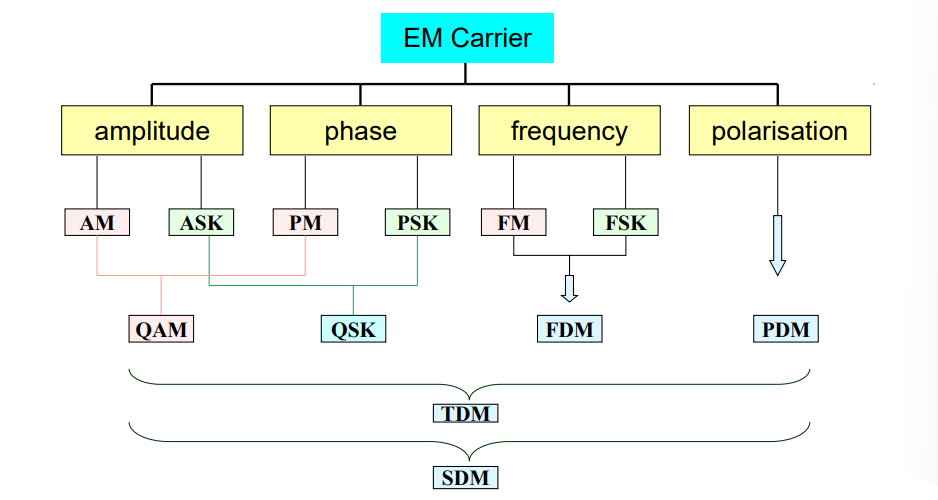 EM Carrier
amplitude phase frequency polarisation
AM ASK PM PSK FM FSK
QAM QSK FDM PDM
TDM
SDM